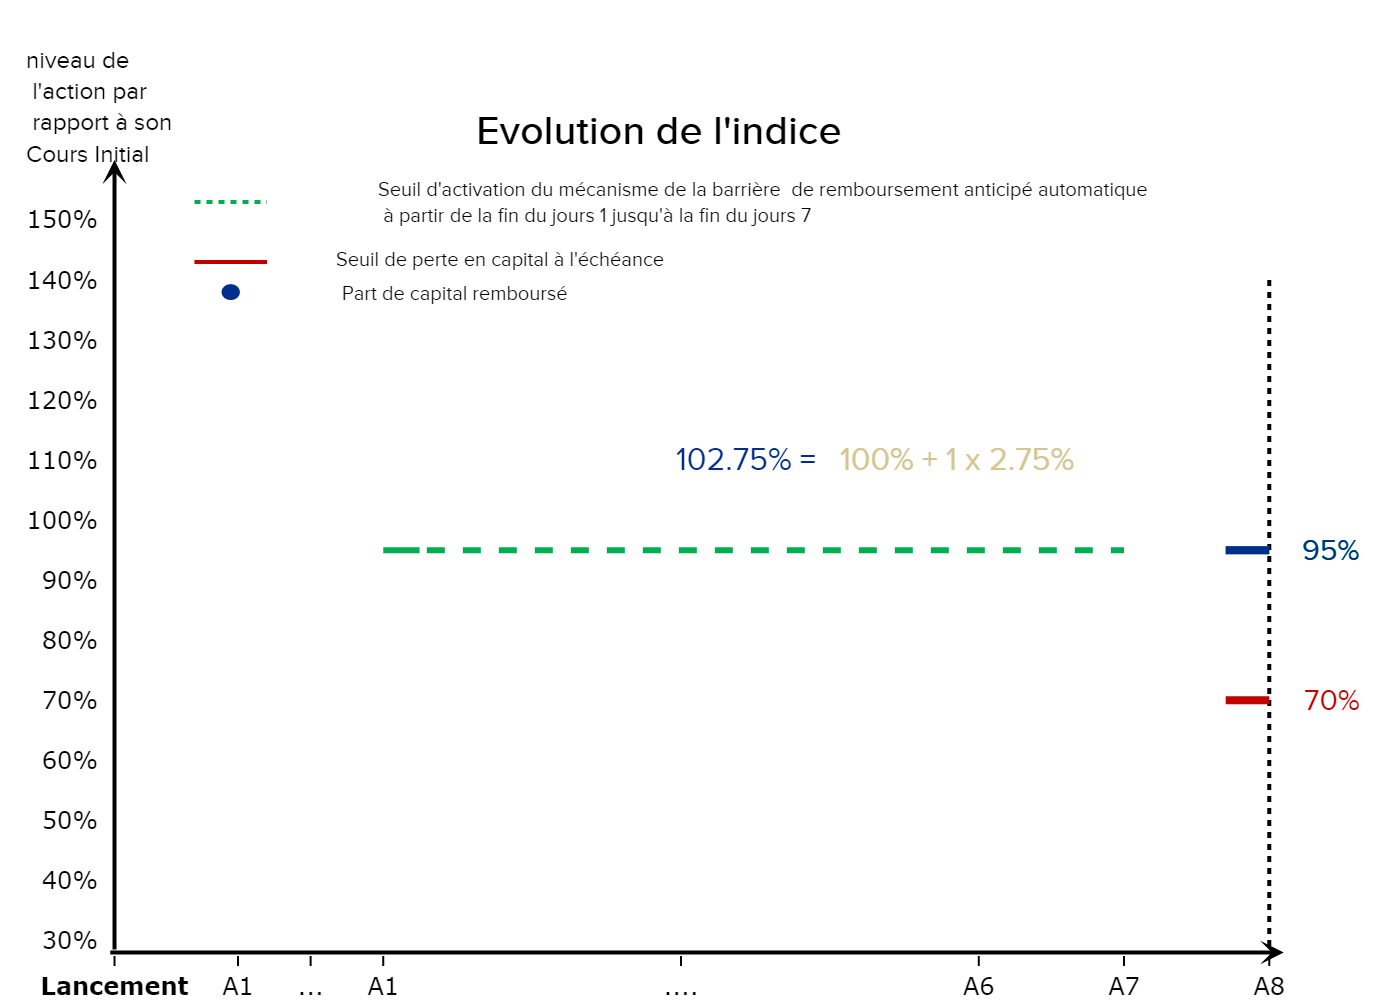 niveau de
l'action par
rapport à son
Cours Initial
Evolution de l'indice
Seuil d'activation du mécanisme de la barrière  de remboursement anticipé automatique
à partir de la fin du jours 1 jusqu'à la fin du jours 7
Seuil de perte en capital à l'échéance
Part de capital remboursé
150%
140%
130%
120%
110%
102.75% = 100% + 1 x 2.75%
100%
95%
90%
80%
70%
70%
60%
50%
40%
30%
Lancement A1 ... A1 .... A6 A7 A8